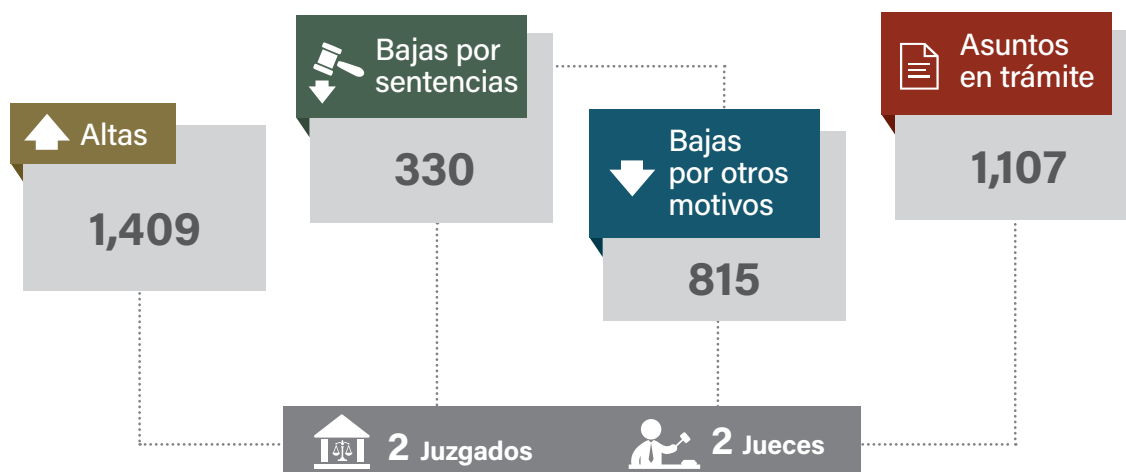 Altas
1,409
Bajas por
sentencias
330
Bajas
por otros
motivos
815
Asuntos
en trámite
1,107
2 Juzgados
2 Jueces